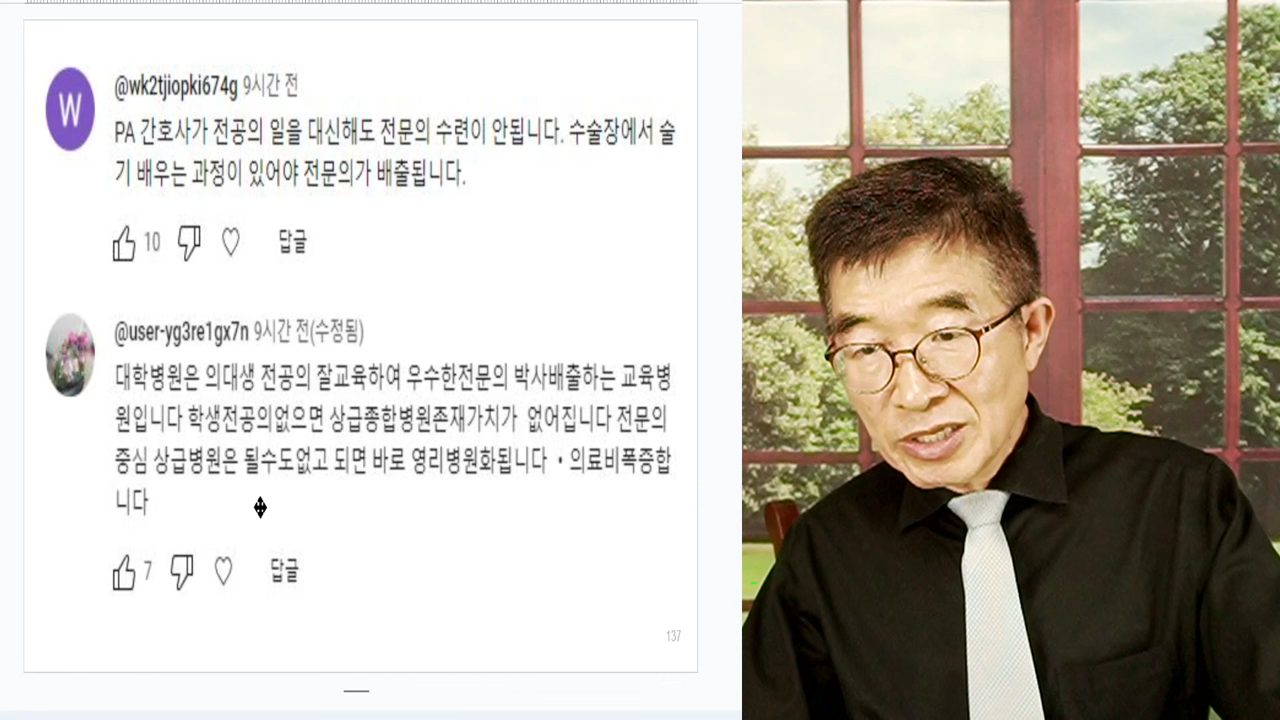 W
@wk2tjiopki674g 9시간 전
PA 간호사가 전공의 일을 대신해도 전문의 수련이 안됩니다. 수술장에서 술
기 배우는 과정이 있어야 전문의가 배출됩니다.
10 답글
@user-yg3re1gx7n 9시간 전(수정됨)
대학병원은 의대생 전공의 잘교육하여 우수한전문의 박사배출하는 교육병
원입니다 학생전공의없으면 상급종합병원존재가치가 없어집니다 전문의
중심 상급병원은 될수도없고 되면 바로 영리병원화됩니다 • 의료비폭증합
니다
7 답글
137